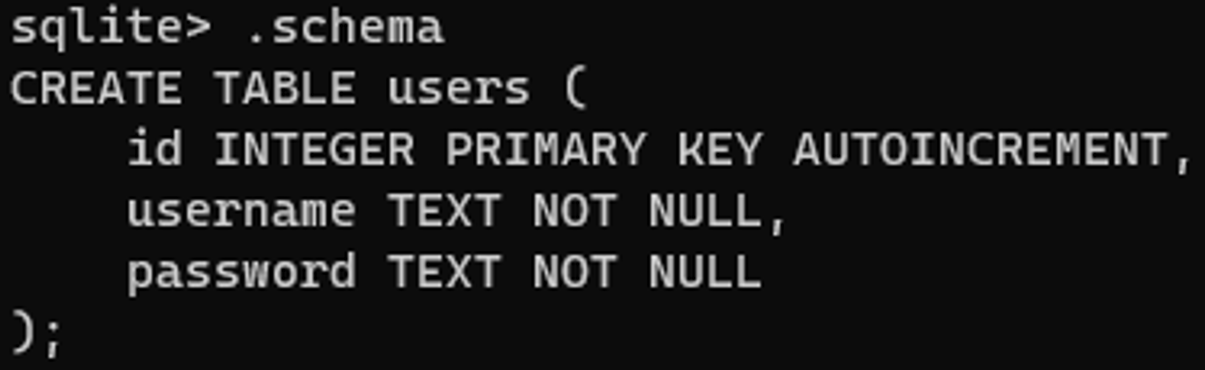 sqlite> .schema
CREATE TABLE users (
    id INTEGER PRIMARY KEY AUTOINCREMENT,
    username TEXT NOT NULL,
    password TEXT NOT NULL
);